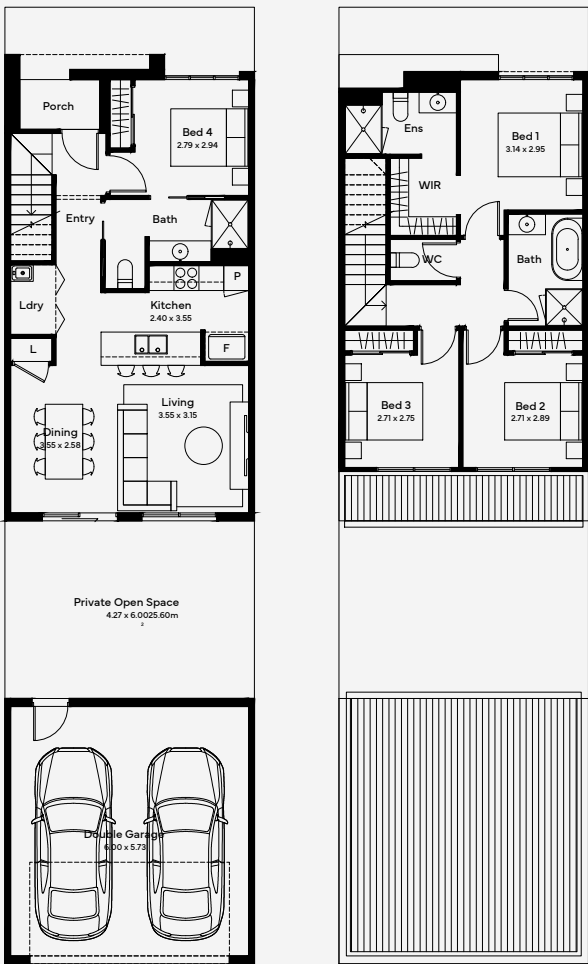 Porch
Bed 4
2.79 x 2.94
Entry
Bath
Ldry
Kitchen
2.40 x 3.55
P
L
F
Living
3.55 x 3.15
Dining
3.55 x 2.58
Private Open Space
4.27 x 6.0025.60m
2
Double Garage
6.00 x 5.73
Ens
Bed 1
3.14 x 2.95
WIR
WC
Bath
Bed 3
2.71 x 2.75
Bed 2
2.71 x 2.89